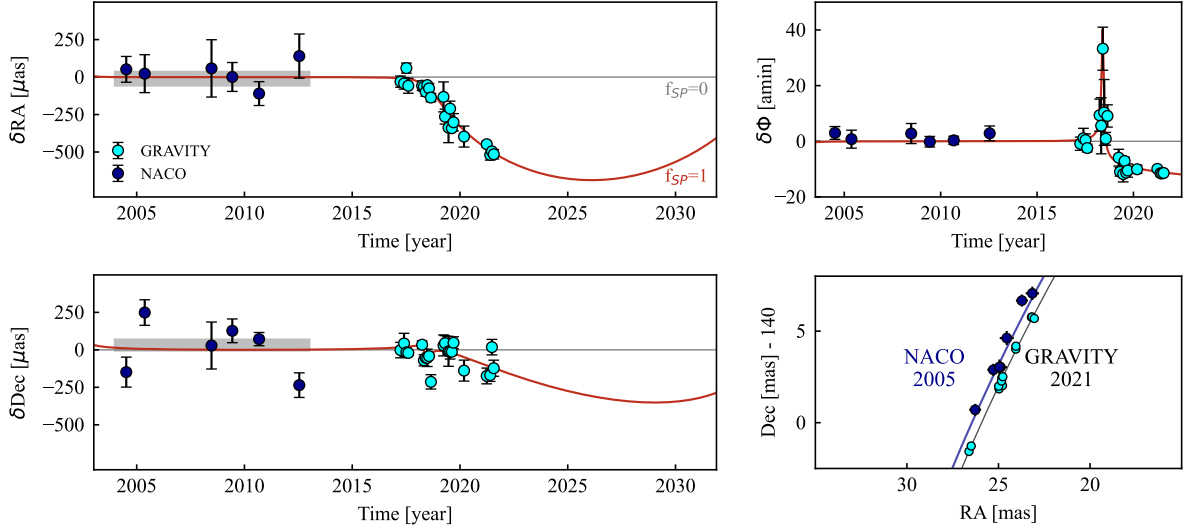 250
0
−250
−500
δRA [μas]
f_SP=0
f_SP=1
GRAVITY
NACO
2005
2010
2015
2020
2025
2030
Time [year]
40
20
0
−20
δΦ [amin]
2005
2010
2015
2020
Time [year]
250
0
−250
−500
δDec [μas]
2005
2010
2015
2020
2025
2030
Time [year]
5
0
Dec [mas] - 140
NACO
2005
GRAVITY
2021
30
25
20
RA [mas]